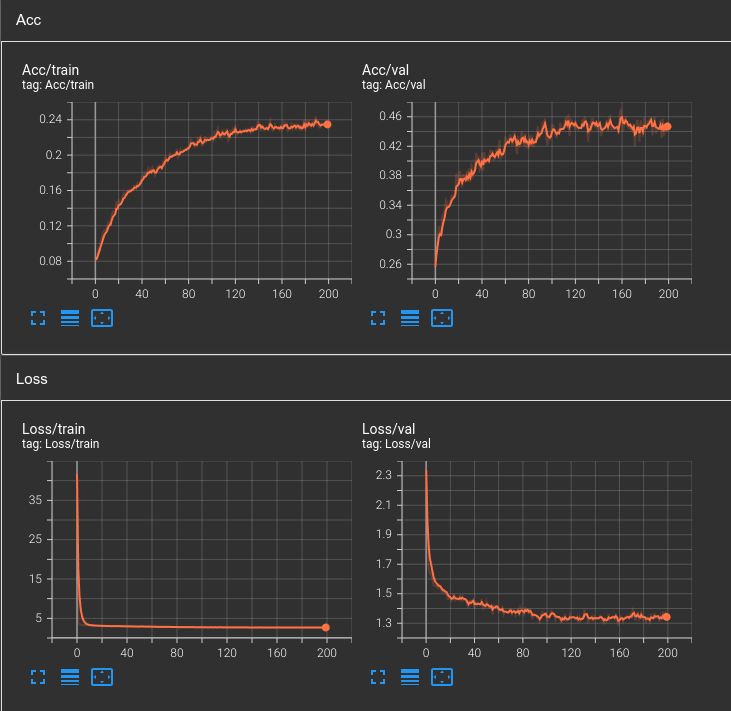 Acc
Acc/train
tag: Acc/train
0.24
0.2
0.16
0.12
0.08
0 40 80 120 160 200
Acc/val
tag: Acc/val
0.46
0.42
0.38
0.34
0.3
0.26
0 40 80 120 160 200
Loss
Loss/train
tag: Loss/train
35
25
15
5
0 40 80 120 160 200
Loss/val
tag: Loss/val
2.3
2.1
1.9
1.7
1.5
1.3
0 40 80 120 160 200